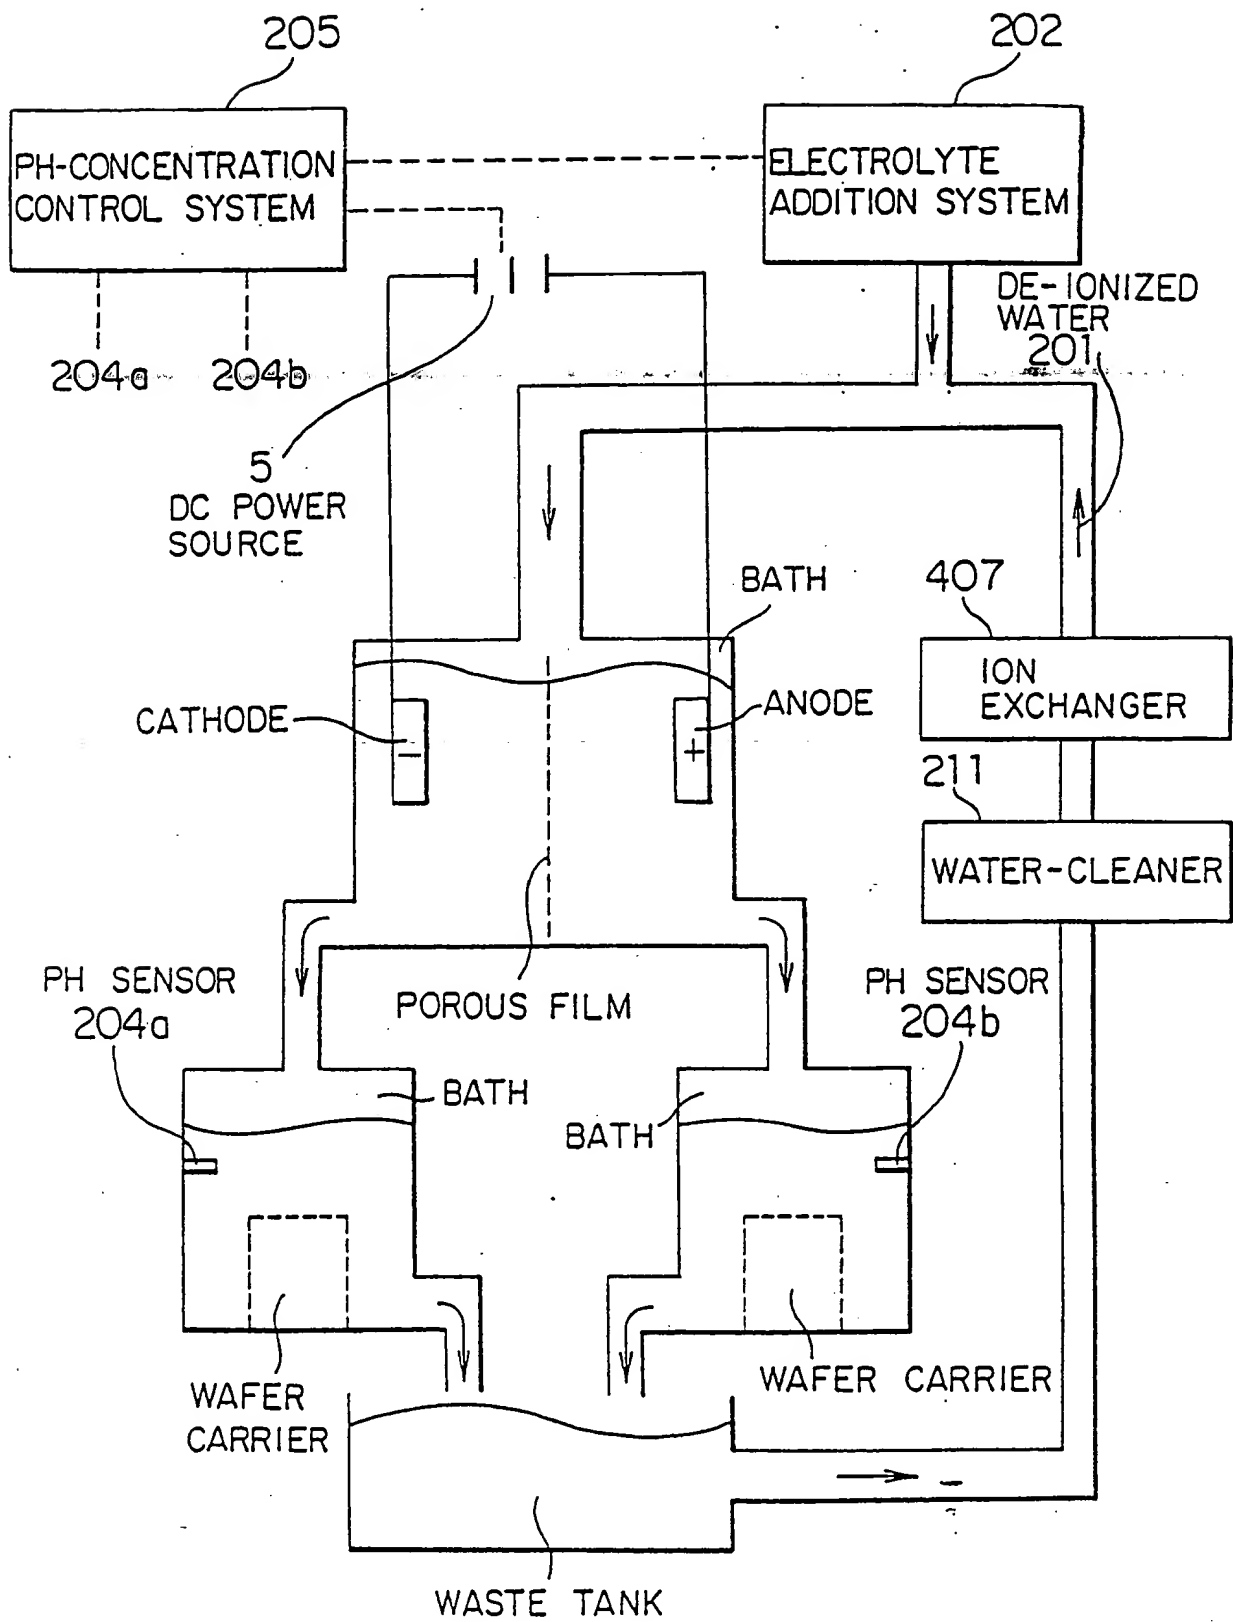 205
202
PH-CONCENTRATION
CONTROL SYSTEM
ELECTROLYTE
ADDITION SYSTEM
DE-IONIZED
WATER
201
204a
204b
5
DC POWER
SOURCE
BATH
407
ION
EXCHANGER
CATHODE
-
+
ANODE
211
WATER-CLEANER
PH SENSOR
204a
POROUS FILM
PH SENSOR
204b
BATH
BATH
WAFER
CARRIER
WAFER CARRIER
WASTE TANK